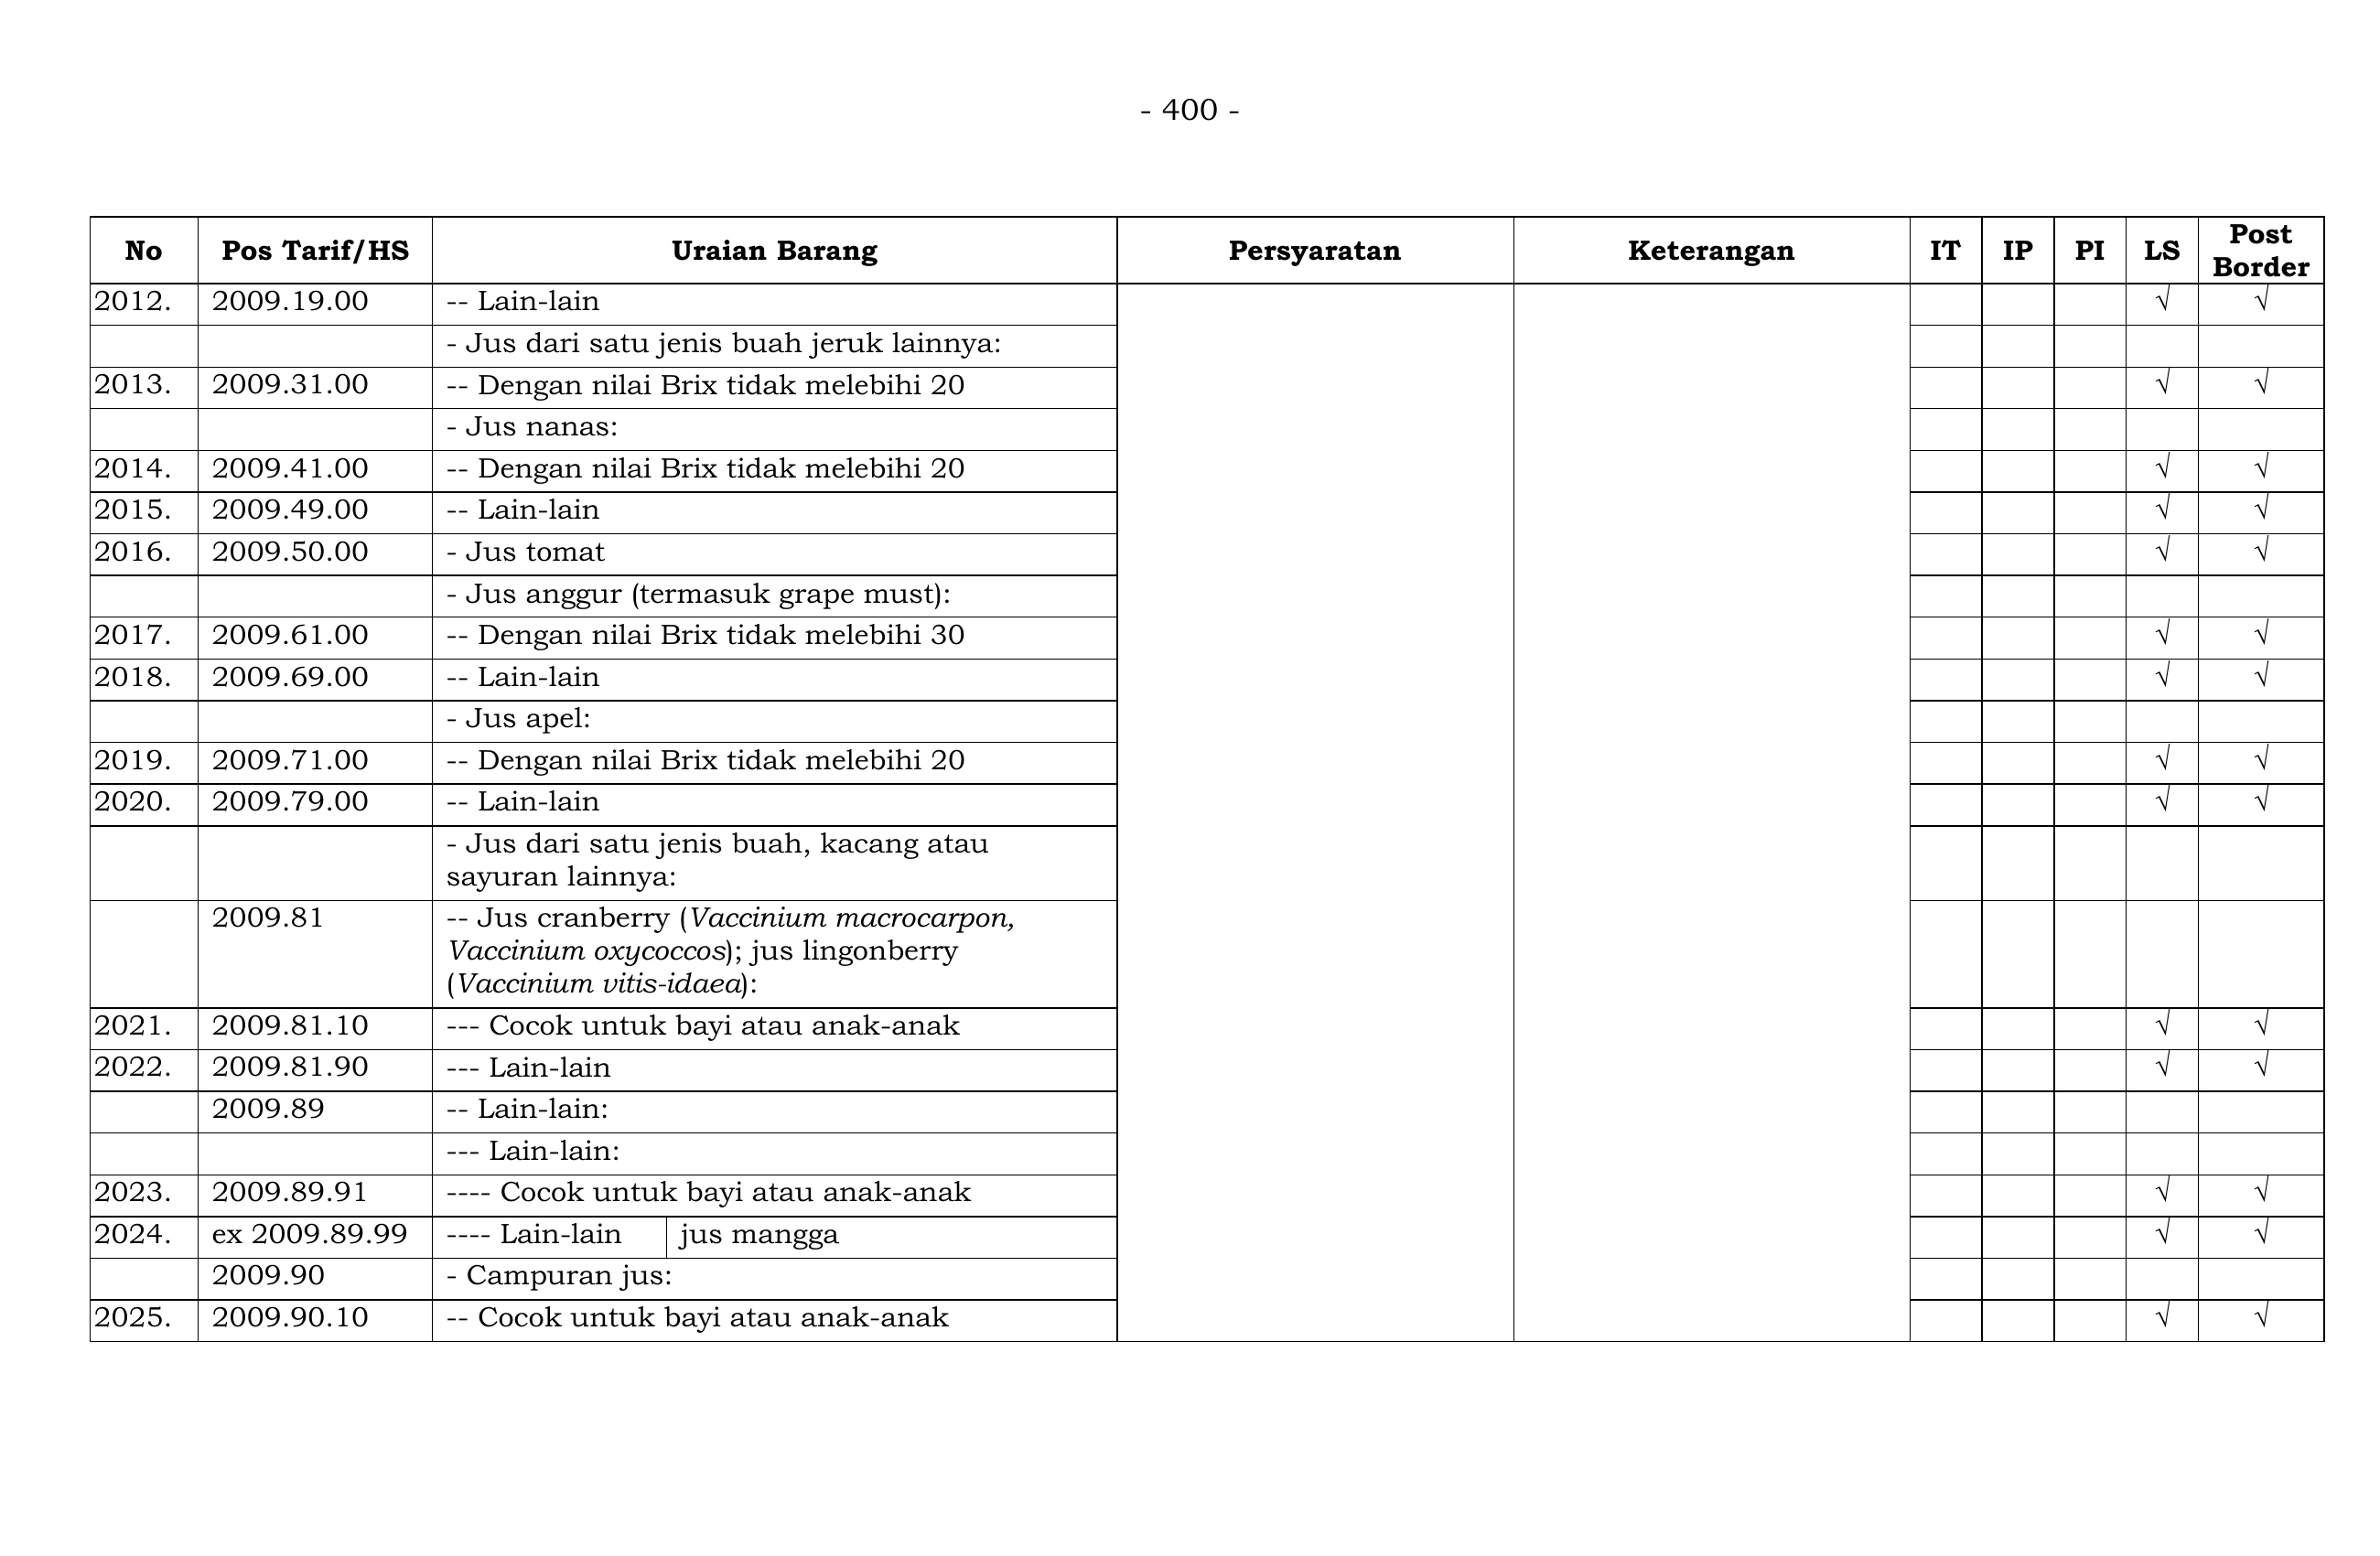 - 400 -
No Pos Tarif/HS Uraian Barang Persyaratan Keterangan IT IP PI LS Post Border
2012. 2009.19.00 -- Lain-lain √ √
- Jus dari satu jenis buah jeruk lainnya:
2013. 2009.31.00 -- Dengan nilai Brix tidak melebihi 20 √ √
- Jus nanas:
2014. 2009.41.00 -- Dengan nilai Brix tidak melebihi 20 √ √
2015. 2009.49.00 -- Lain-lain √ √
2016. 2009.50.00 - Jus tomat √ √
- Jus anggur (termasuk grape must):
2017. 2009.61.00 -- Dengan nilai Brix tidak melebihi 30 √ √
2018. 2009.69.00 -- Lain-lain √ √
- Jus apel:
2019. 2009.71.00 -- Dengan nilai Brix tidak melebihi 20 √ √
2020. 2009.79.00 -- Lain-lain √ √
- Jus dari satu jenis buah, kacang atau
sayuran lainnya:
2009.81 -- Jus cranberry (Vaccinium macrocarpon,
Vaccinium oxycoccos); jus lingonberry
(Vaccinium vitis-idaea):
2021. 2009.81.10 --- Cocok untuk bayi atau anak-anak √ √
2022. 2009.81.90 --- Lain-lain √ √
2009.89 -- Lain-lain:
--- Lain-lain:
2023. 2009.89.91 ---- Cocok untuk bayi atau anak-anak √ √
2024. ex 2009.89.99 ---- Lain-lain jus mangga √ √
2009.90 - Campuran jus:
2025. 2009.90.10 -- Cocok untuk bayi atau anak-anak √ √